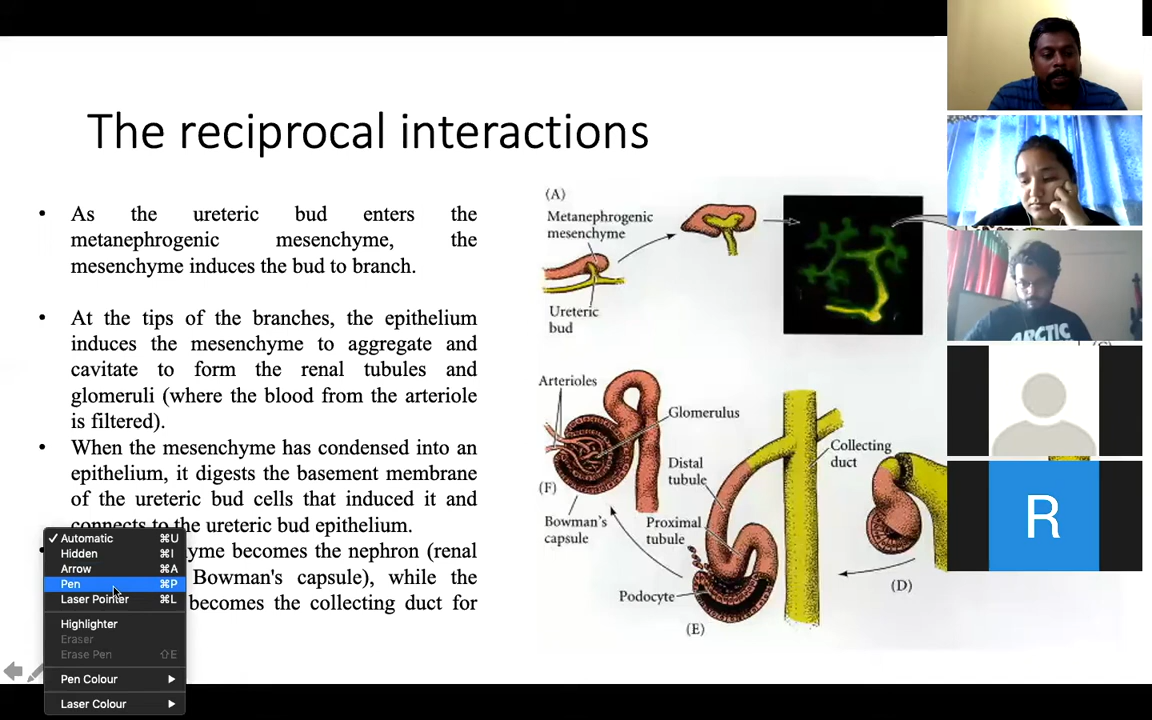 The reciprocal interactions
• As the ureteric bud enters the
metanephrogenic mesenchyme, the
mesenchyme induces the bud to branch.
• At the tips of the branches, the epithelium
induces the mesenchyme to aggregate and
cavitate to form the renal tubules and
glomeruli (where the blood from the arteriole
is filtered).
• When the mesenchyme has condensed into an
epithelium, it digests the basement membrane
of the ureteric bud cells that induced it and
connects to the ureteric bud epithelium.
becomes the nephron (renal
Bowman's capsule), while the
becomes the collecting duct for
✓ Automatic ⌘U
Hidden ⌘I
Arrow ⌘A
Pen ⌘P
Laser Pointer ⌘L
Highlighter
Eraser
Erase Pen ⇧E
Pen Colour
Laser Colour
(A)
Metanephrogenic
mesenchyme
Ureteric
bud
Arterioles
Glomerulus
Distal
tubule
Collecting
duct
(F)
Bowman's
capsule
Proximal
tubule
Podocyte
(D)
(E)
ARCTIC
R